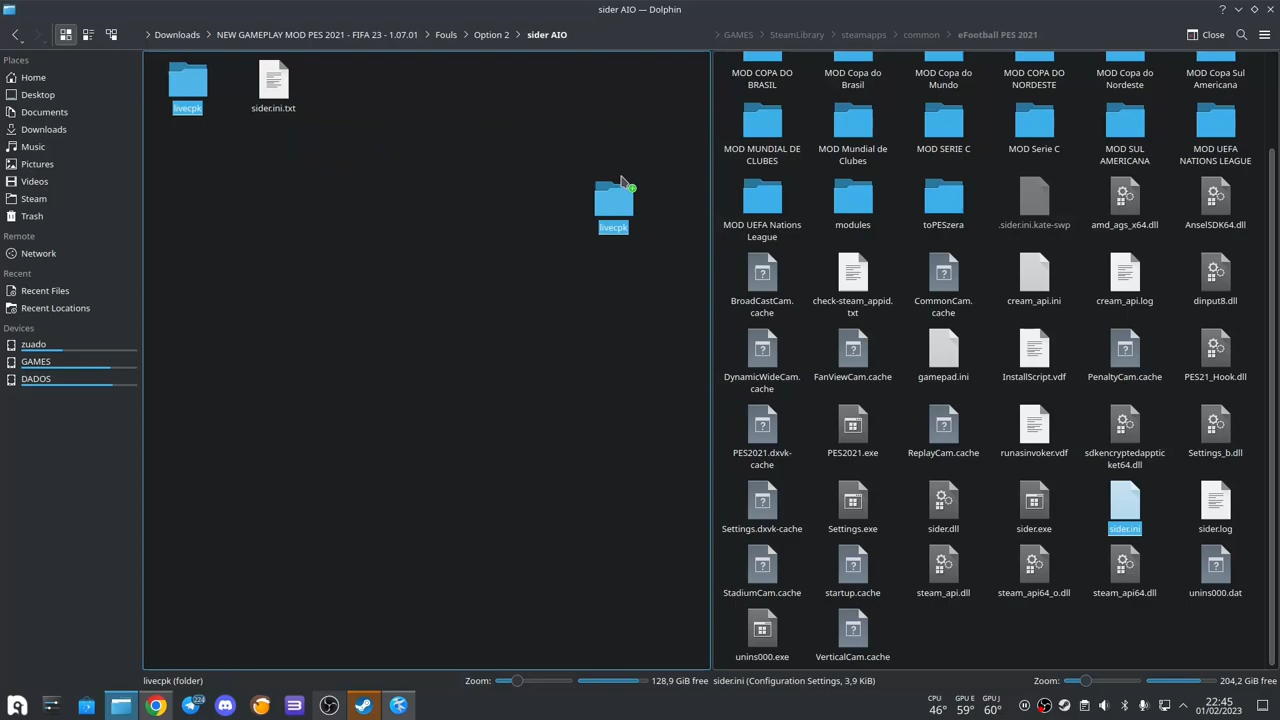 sider AIO — Dolphin
Downloads
NEW GAMEPLAY MOD PES 2021 - FIFA 23 - 1.07.01
Fouls
Option 2
sider AIO
GAMES
SteamLibrary
steamapps
common
eFootball PES 2021
Close
Places
Home
Desktop
Documents
Downloads
Music
Pictures
Videos
Steam
Trash
Remote
Network
Recent
Recent Files
Recent Locations
Devices
zuado
GAMES
DADOS
livecpk
sider.ini.txt
livecpk
MOD COPA DO
BRASIL
MOD Copa do
Brasil
MOD Copa do
Mundo
MOD COPA DO
NORDESTE
MOD Copa do
Nordeste
MOD Copa Sul
Americana
MOD MUNDIAL DE
CLUBES
MOD Mundial de
Clubes
MOD SERIE C
MOD Serie C
MOD SUL
AMERICANA
MOD UEFA
NATIONS LEAGUE
MOD UEFA Nations
League
modules
toPESzera
.sider.ini.kate-swp
amd_ags_x64.dll
AnselSDK64.dll
BroadCastCam.
cache
check-steam_appid.
txt
CommonCam.
cache
cream_api.ini
cream_api.log
dinput8.dll
DynamicWideCam.
cache
FanViewCam.cache
gamepad.ini
InstallScript.vdf
PenaltyCam.cache
PES21_Hook.dll
PES2021.dxvk-
cache
PES2021.exe
ReplayCam.cache
runasinvoker.vdf
sdkencryptedapptic
ket64.dll
Settings_b.dll
Settings.dxvk-cache
Settings.exe
sider.dll
sider.exe
sider.ini
sider.log
StadiumCam.cache
startup.cache
steam_api.dll
steam_api64_o.dll
steam_api64.dll
unins000.dat
unins000.exe
VerticalCam.cache
livecpk (folder)
Zoom:
128,9 GiB free
sider.ini (Configuration Settings, 3,9 KiB)
Zoom:
204,2 GiB free
224
CPU
46°
GPU E
59°
GPU J
60°
22:45
01/02/2023